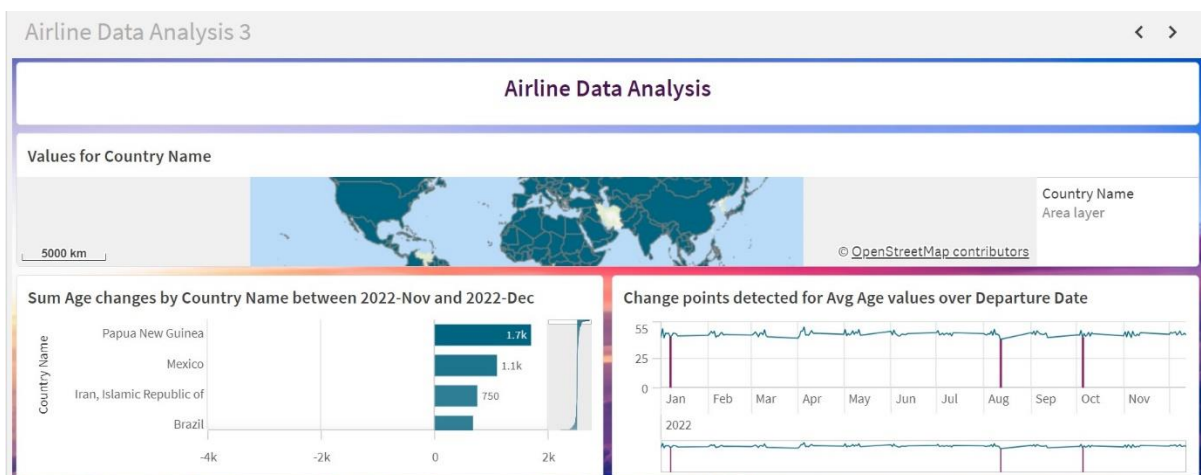 Airline Data Analysis 3
Airline Data Analysis
Values for Country Name
Country Name
Area layer
5000 km
© OpenStreetMap contributors
Sum Age changes by Country Name between 2022-Nov and 2022-Dec
Country Name
Papua New Guinea
1.7k
Mexico
1.1k
Iran, Islamic Republic of
750
Brazil
-4k -2k 0 2k
Change points detected for Avg Age values over Departure Date
55
25
0
Jan Feb Mar Apr May Jun Jul Aug Sep Oct Nov
2022